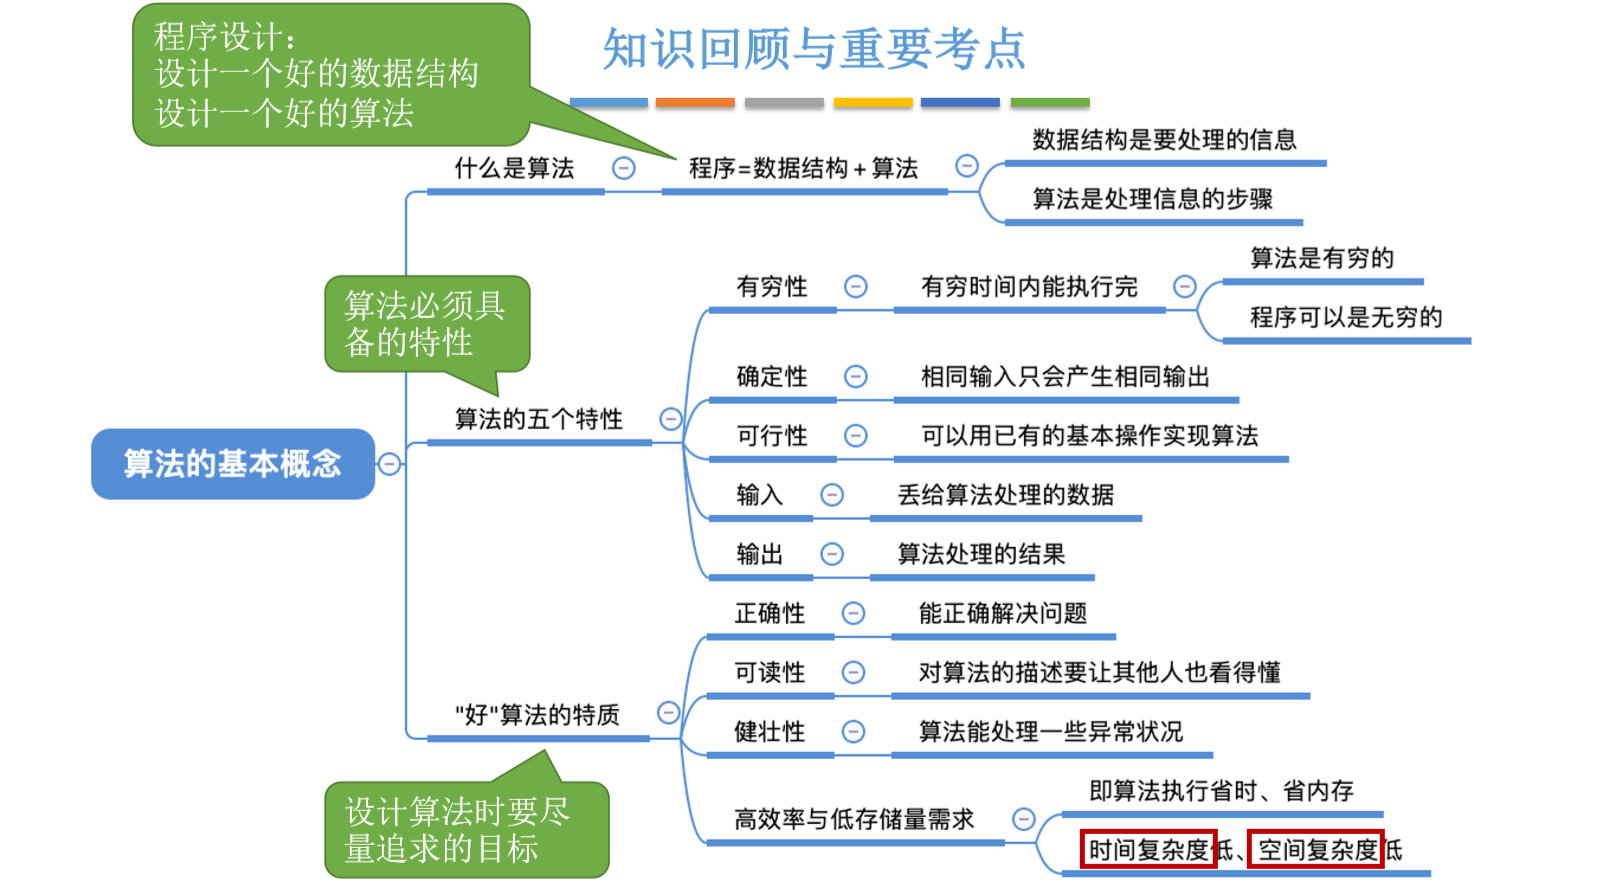 程序设计：
设计一个好的数据结构
设计一个好的算法
知识回顾与重要考点
什么是算法
程序=数据结构+算法
数据结构是要处理的信息
算法是处理信息的步骤
算法必须具
备的特性
算法的五个特性
有穷性
有穷时间内能执行完
算法是有穷的
程序可以是无穷的
确定性
相同输入只会产生相同输出
可行性
可以用已有的基本操作实现算法
输入
丢给算法处理的数据
输出
算法处理的结果
算法的基本概念
"好"算法的特质
正确性
能正确解决问题
可读性
对算法的描述要让其他人也看得懂
健壮性
算法能处理一些异常状况
高效率与低存储量需求
即算法执行省时、省内存
时间复杂度低、空间复杂度低
设计算法时要尽
量追求的目标